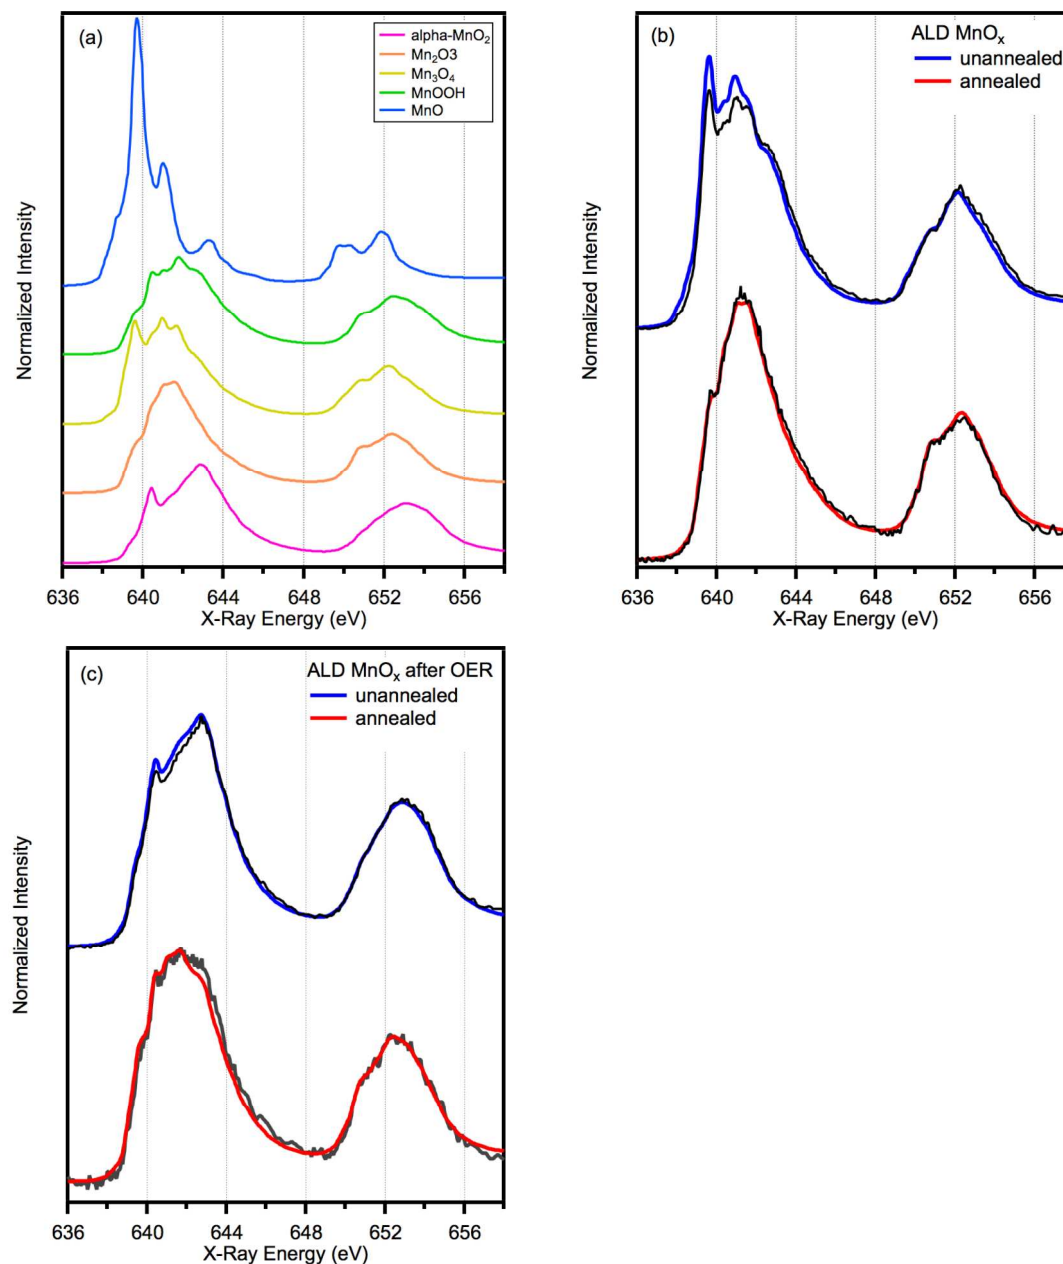 (a)
alpha-MnO₂
Mn₂O3
Mn₃O₄
MnOOH
MnO
Normalized Intensity
636 640 644 648 652 656
X-Ray Energy (eV)
(b)
ALD MnOₓ
unannealed
annealed
Normalized Intensity
636 640 644 648 652 656
X-Ray Energy (eV)
(c)
ALD MnOₓ after OER
unannealed
annealed
Normalized Intensity
636 640 644 648 652 656
X-Ray Energy (eV)